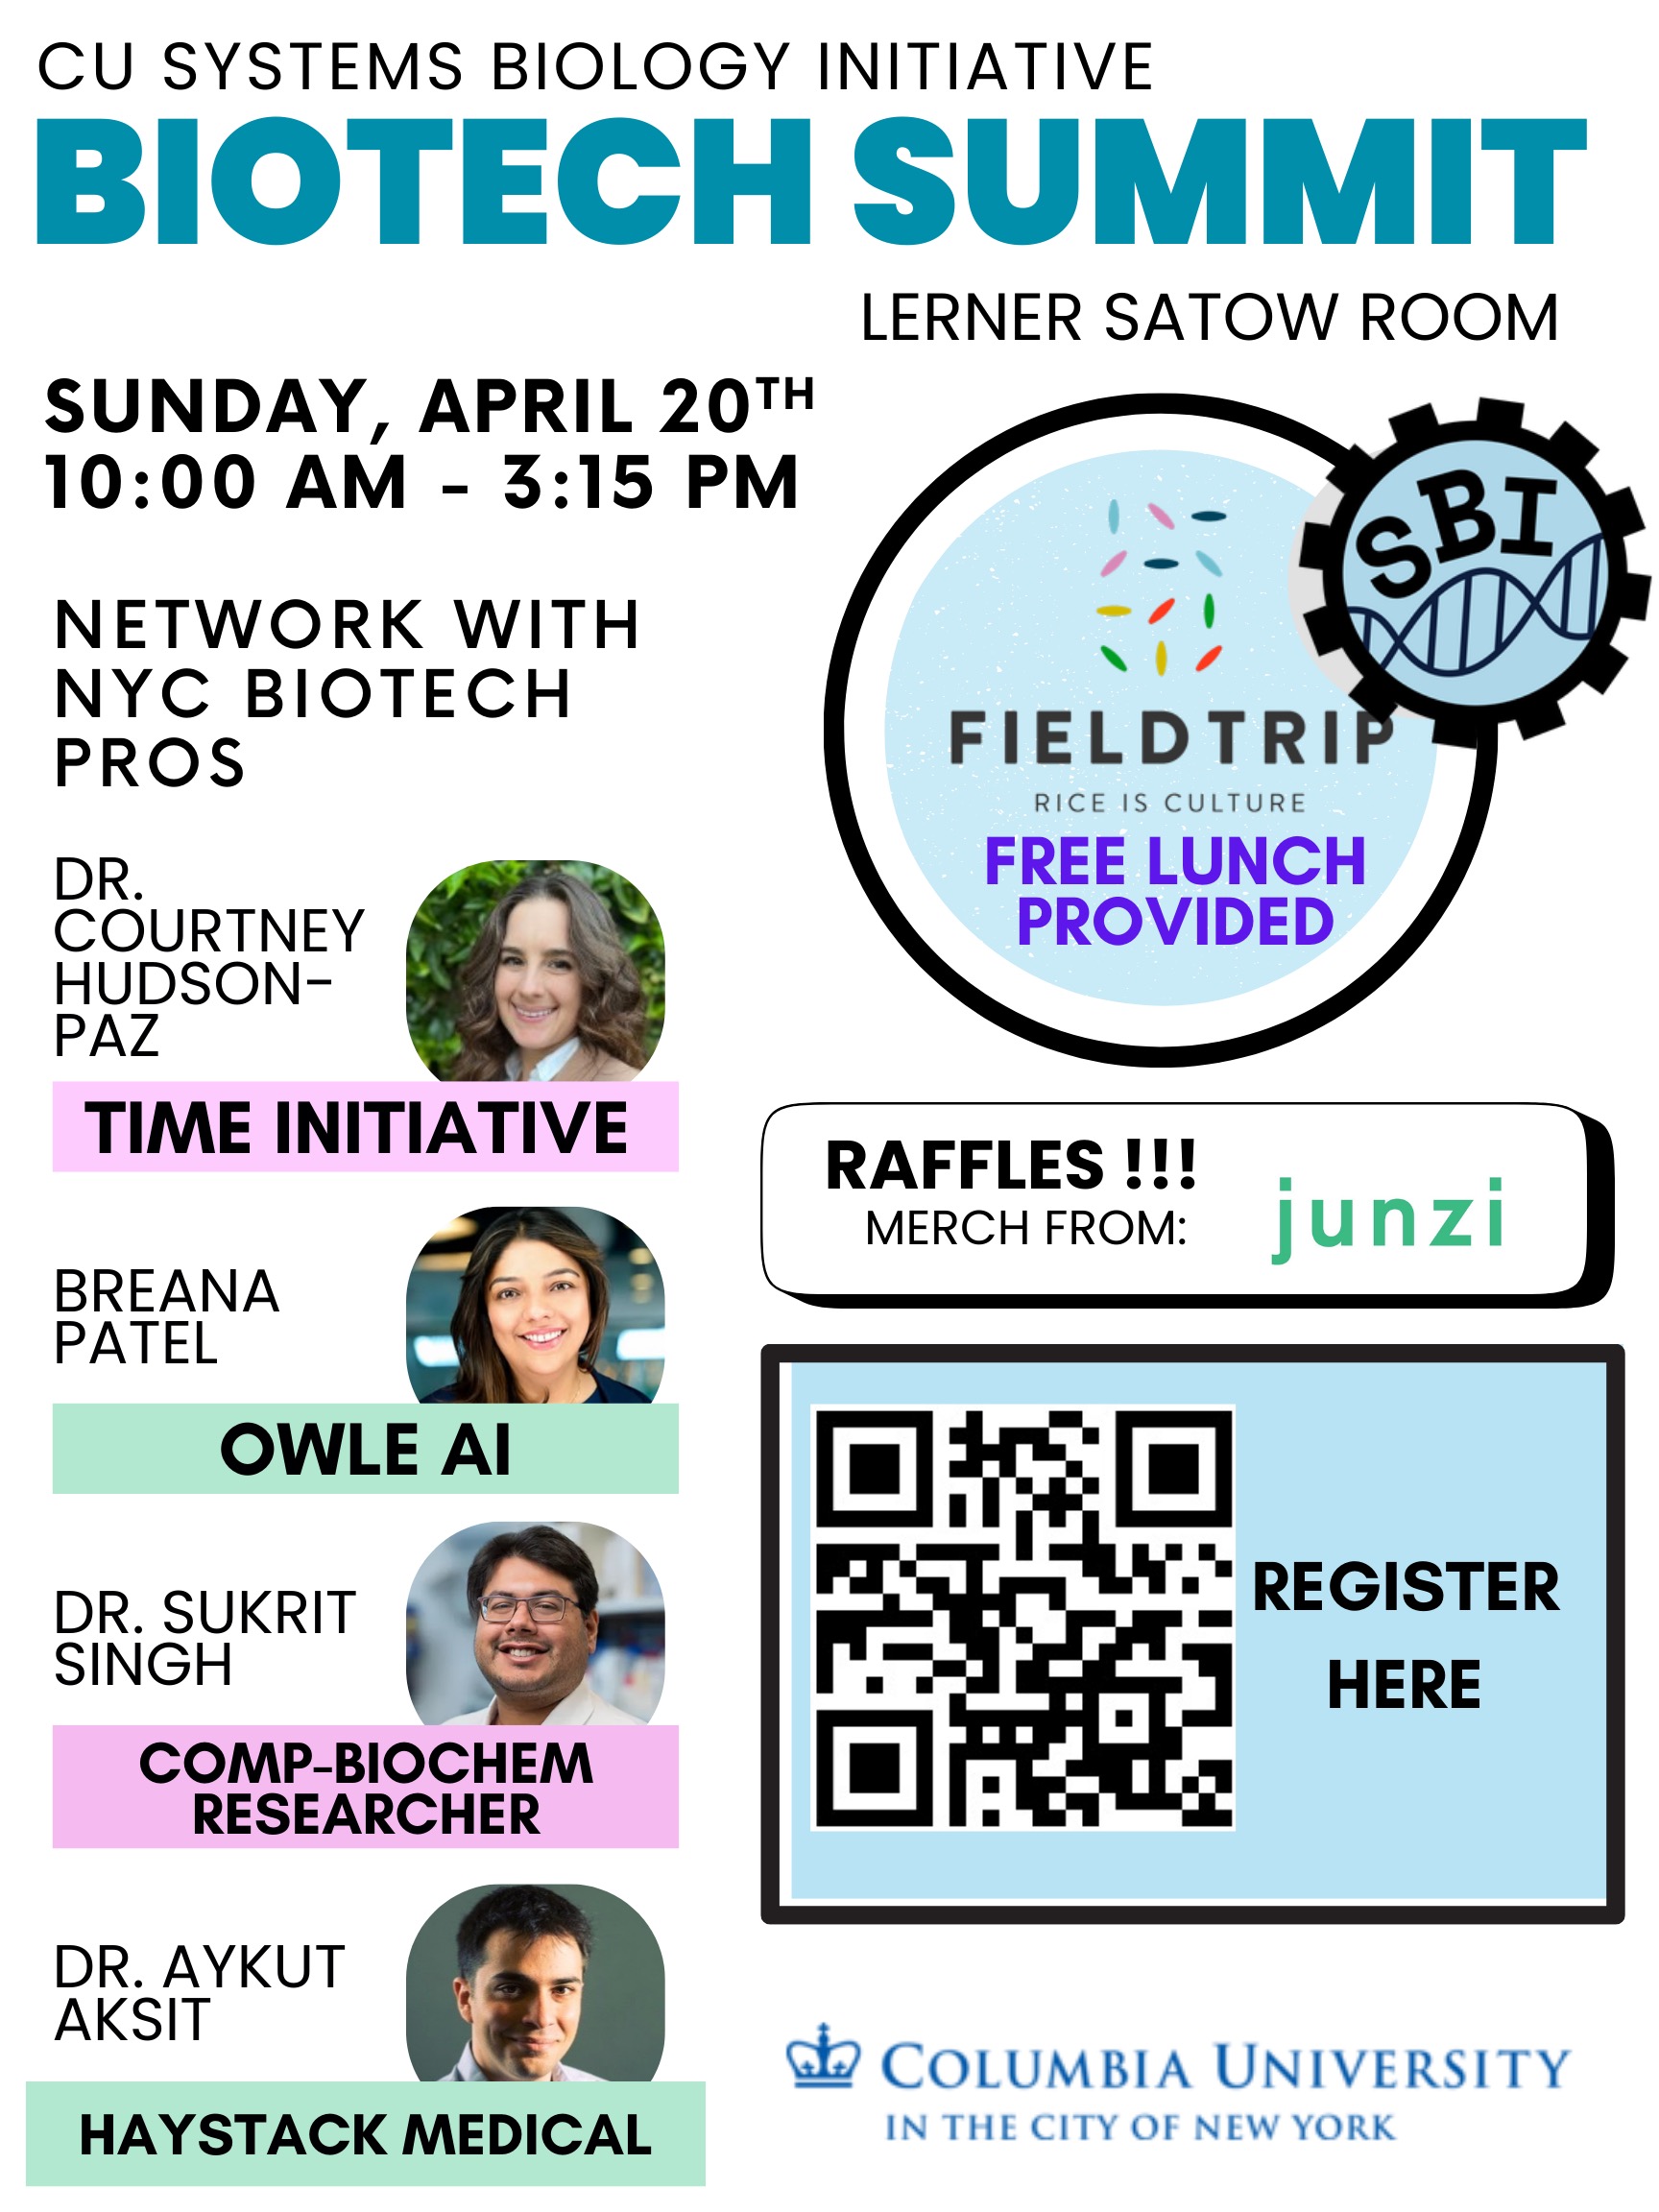 CU SYSTEMS BIOLOGY INITIATIVE
BIOTECH SUMMIT
LERNER SATOW ROOM
SUNDAY, APRIL 20TH
10:00 AM - 3:15 PM
NETWORK WITH
NYC BIOTECH
PROS
DR.
COURTNEY
HUDSON-
PAZ
TIME INITIATIVE
BREANA
PATEL
OWLE AI
DR. SUKRIT
SINGH
COMP-BIOCHEM
RESEARCHER
DR. AYKUT
AKSIT
HAYSTACK MEDICAL
SBI
FIELDTRIP
RICE IS CULTURE
FREE LUNCH
PROVIDED
RAFFLES !!!
MERCH FROM:
junzi
REGISTER
HERE
COLUMBIA UNIVERSITY
IN THE CITY OF NEW YORK